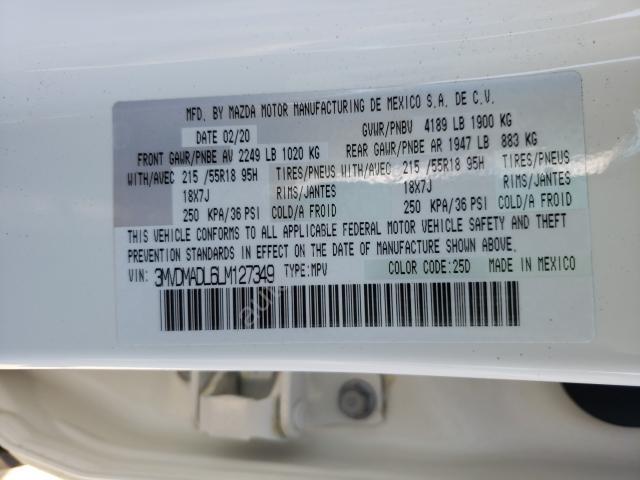 MFD. BY MAZDA MOTOR MANUFACTURING DE MEXICO S.A. DE C.V.
DATE 02/20 GVWR/PNBV 4189 LB 1900 KG
FRONT GAWR/PNBE AV 2249 LB 1020 KG REAR GAWR/PNBE AR 1947 LB 883 KG
WITH/AVEC 215 /55R18 95H TIRES/PNEUS WITH/AVEC 215 /55R18 95H TIRES/PNEUS
18X7J RIMS/JANTES 18X7J RIMS/JANTES
250 KPA/36 PSI COLD/A FROID 250 KPA/36 PSI COLD/A FROID
THIS VEHICLE CONFORMS TO ALL APPLICABLE FEDERAL MOTOR VEHICLE SAFETY AND THEFT
PREVENTION STANDARDS IN EFFECT ON THE DATE OF MANUFACTURE SHOWN ABOVE.
VIN: 3MVDMADL6LM127349 TYPE:MPV COLOR CODE:25D MADE IN MEXICO